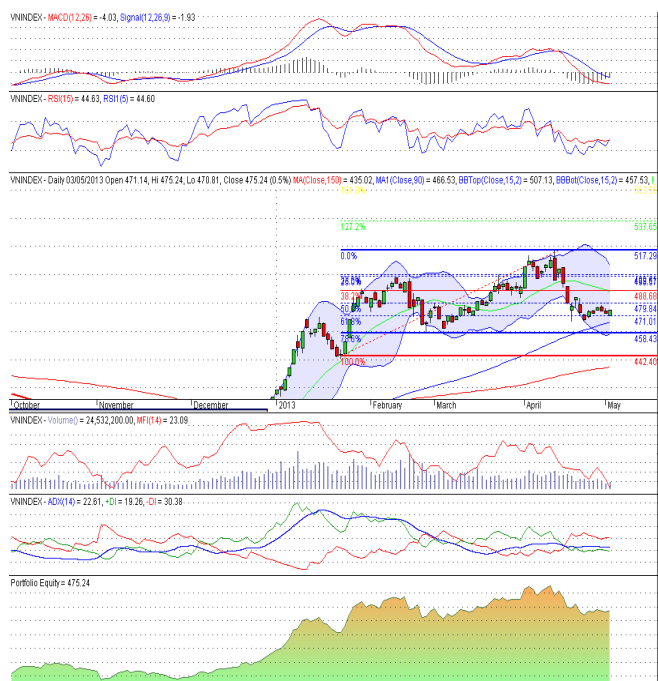 VNINDEX - MACD(12,26) = -4.03, Signal(12,26,9) = -1.93
VNINDEX - RSI(15) = 44.63, RSI1(5) = 44.60
VNINDEX - Daily 03/05/2013 Open 471.14, Hi 475.24, Lo 470.81, Close 475.24 (0.5%) MA(Close,150) = 435.02, MA1(Close,90) = 466.53, BBTop(Close,15,2) = 507.13, BBBot(Close,15,2) = 457.53,
127.2% 537.65
0.0% 517.29
38.2% 488.68
479.84
61.8% 471.01
458.43
100.0% 442.40
October November December 2013 February March April May
VNINDEX - Volume() = 24,532,200.00, MFI(14) = 23.09
VNINDEX - ADX(14) = 22.61, +DI = 19.26, -DI = 30.38
Portfolio Equity = 475.24